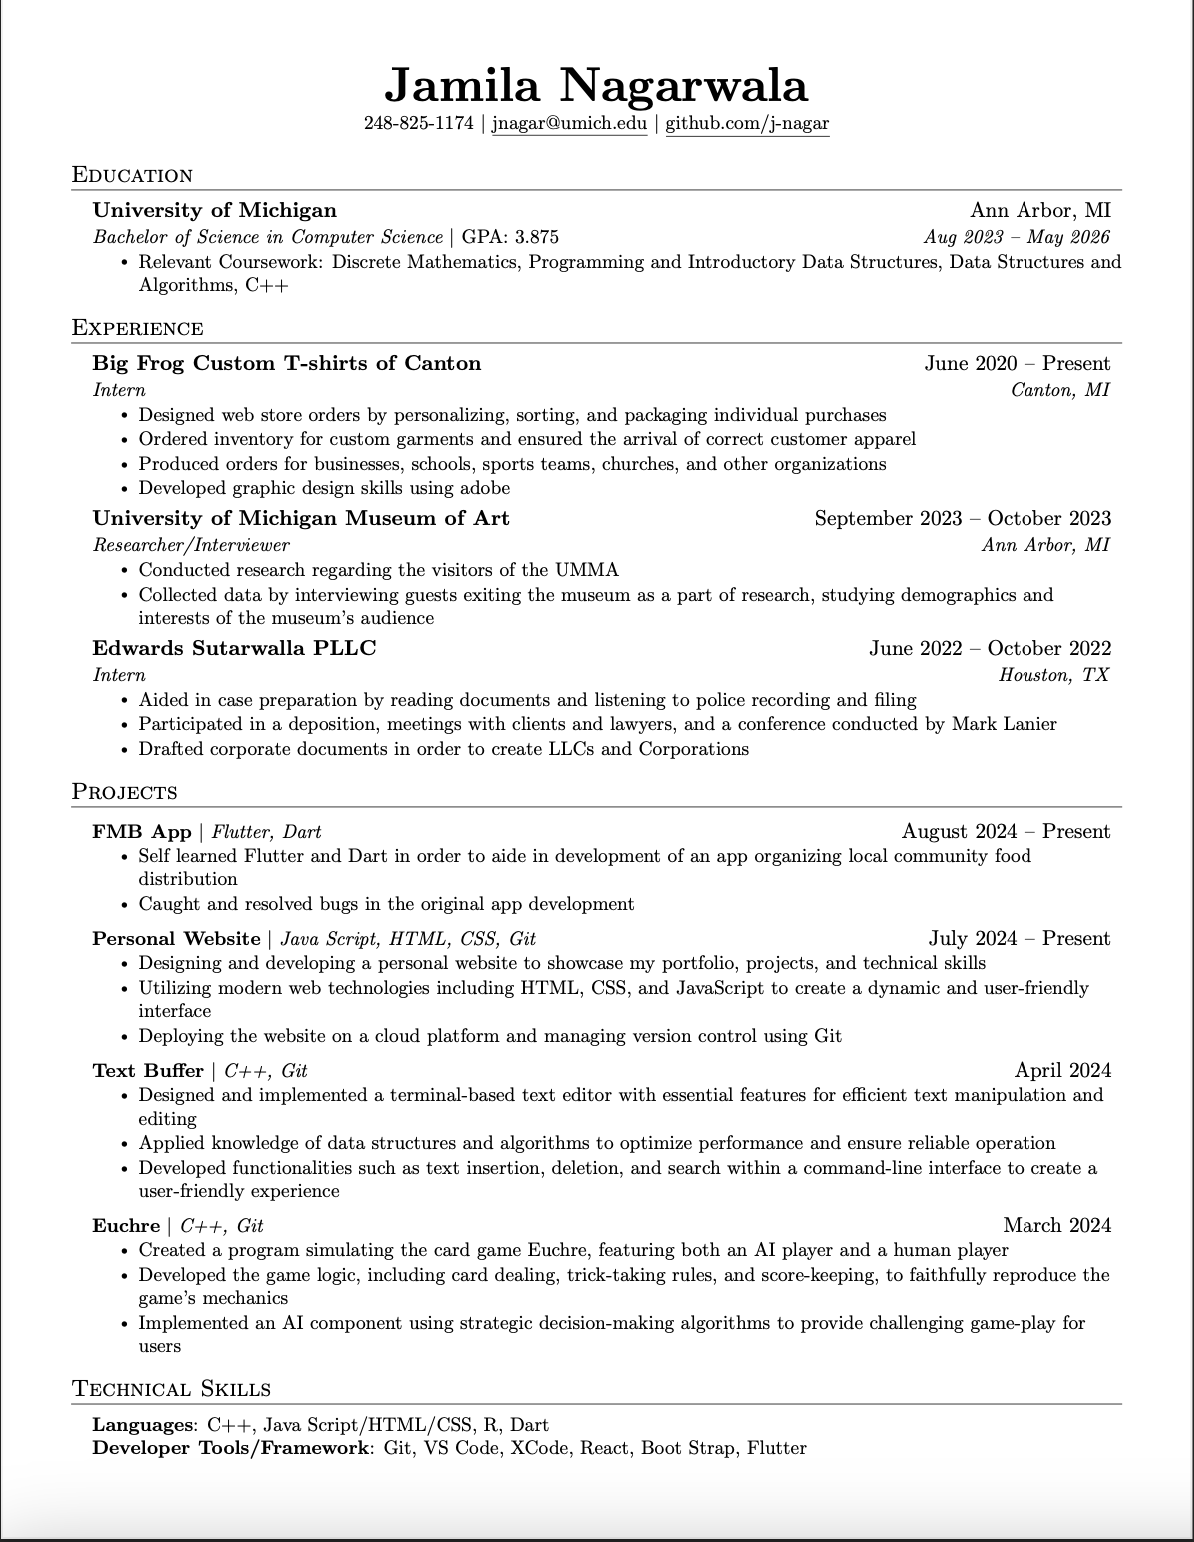 Jamila Nagarwala
248-825-1174 | jnagar@umich.edu | github.com/j-nagar
Education
University of Michigan Ann Arbor, MI
Bachelor of Science in Computer Science | GPA: 3.875 Aug 2023 – May 2026
• Relevant Coursework: Discrete Mathematics, Programming and Introductory Data Structures, Data Structures and
Algorithms, C++
Experience
Big Frog Custom T-shirts of Canton June 2020 – Present
Intern Canton, MI
• Designed web store orders by personalizing, sorting, and packaging individual purchases
• Ordered inventory for custom garments and ensured the arrival of correct customer apparel
• Produced orders for businesses, schools, sports teams, churches, and other organizations
• Developed graphic design skills using adobe
University of Michigan Museum of Art September 2023 – October 2023
Researcher/Interviewer Ann Arbor, MI
• Conducted research regarding the visitors of the UMMA
• Collected data by interviewing guests exiting the museum as a part of research, studying demographics and
interests of the museum's audience
Edwards Sutarwalla PLLC June 2022 – October 2022
Intern Houston, TX
• Aided in case preparation by reading documents and listening to police recording and filing
• Participated in a deposition, meetings with clients and lawyers, and a conference conducted by Mark Lanier
• Drafted corporate documents in order to create LLCs and Corporations
Projects
FMB App | Flutter, Dart August 2024 – Present
• Self learned Flutter and Dart in order to aide in development of an app organizing local community food
distribution
• Caught and resolved bugs in the original app development
Personal Website | Java Script, HTML, CSS, Git July 2024 – Present
• Designing and developing a personal website to showcase my portfolio, projects, and technical skills
• Utilizing modern web technologies including HTML, CSS, and JavaScript to create a dynamic and user-friendly
interface
• Deploying the website on a cloud platform and managing version control using Git
Text Buffer | C++, Git April 2024
• Designed and implemented a terminal-based text editor with essential features for efficient text manipulation and
editing
• Applied knowledge of data structures and algorithms to optimize performance and ensure reliable operation
• Developed functionalities such as text insertion, deletion, and search within a command-line interface to create a
user-friendly experience
Euchre | C++, Git March 2024
• Created a program simulating the card game Euchre, featuring both an AI player and a human player
• Developed the game logic, including card dealing, trick-taking rules, and score-keeping, to faithfully reproduce the
game's mechanics
• Implemented an AI component using strategic decision-making algorithms to provide challenging game-play for
users
Technical Skills
Languages: C++, Java Script/HTML/CSS, R, Dart
Developer Tools/Framework: Git, VS Code, XCode, React, Boot Strap, Flutter